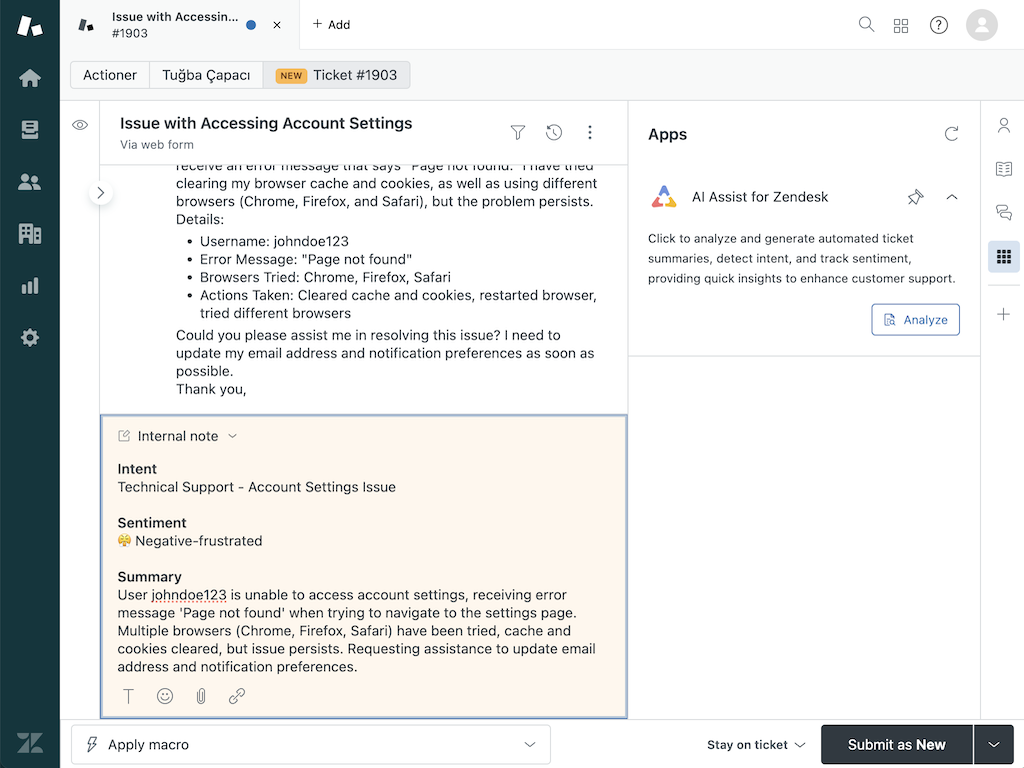 Issue with Accessin...
#1903
+ Add
Actioner
Tuğba Çapacı
NEW Ticket #1903
Issue with Accessing Account Settings
Via web form
receive an error message that says "Page not found." I have tried
clearing my browser cache and cookies, as well as using different
browsers (Chrome, Firefox, and Safari), but the problem persists.
Details:
• Username: johndoe123
• Error Message: "Page not found"
• Browsers Tried: Chrome, Firefox, Safari
• Actions Taken: Cleared cache and cookies, restarted browser,
tried different browsers
Could you please assist me in resolving this issue? I need to
update my email address and notification preferences as soon as
possible.
Thank you,
Internal note
Intent
Technical Support - Account Settings Issue
Sentiment
Negative-frustrated
Summary
User johndoe123 is unable to access account settings, receiving error
message 'Page not found' when trying to navigate to the settings page.
Multiple browsers (Chrome, Firefox, Safari) have been tried, cache and
cookies cleared, but issue persists. Requesting assistance to update email
address and notification preferences.
Apply macro
Stay on ticket
Submit as New
Apps
AI Assist for Zendesk
Click to analyze and generate automated ticket
summaries, detect intent, and track sentiment,
providing quick insights to enhance customer support.
Analyze